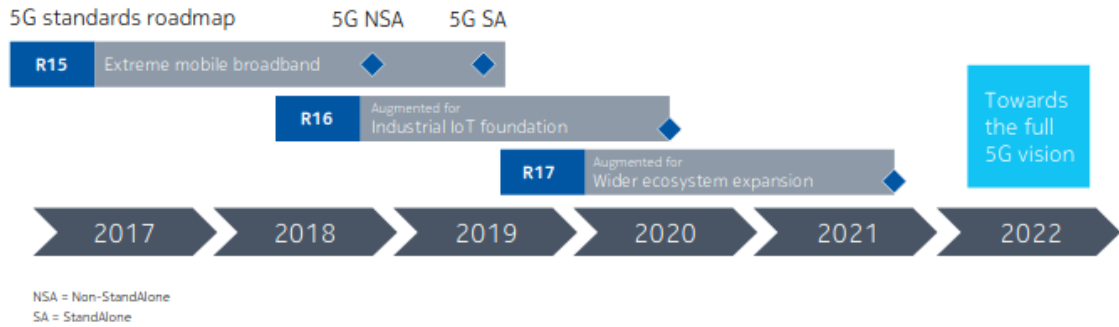 5G standards roadmap
5G NSA
5G SA
R15
Extreme mobile broadband
R16
Augmented for
Industrial IoT foundation
R17
Augmented for
Wider ecosystem expansion
Towards
the full
5G vision
2017
2018
2019
2020
2021
2022
NSA = Non-StandAlone
SA = StandAlone